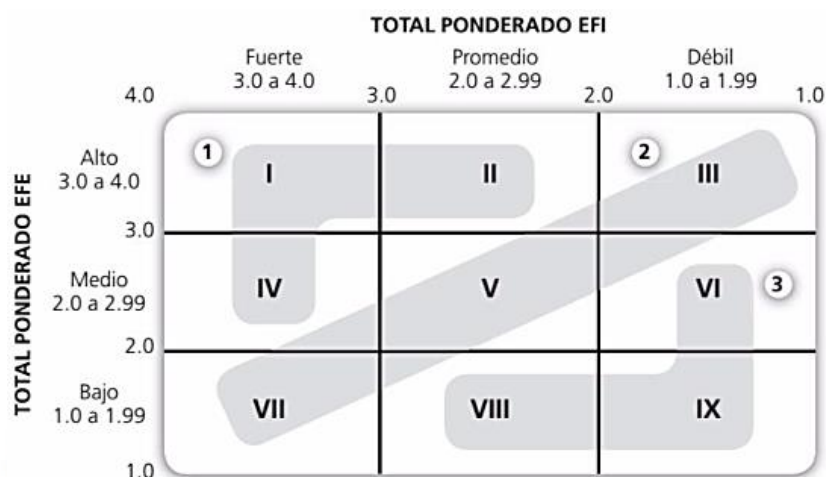 TOTAL PONDERADO EFI
Fuerte Promedio Débil
3.0 a 4.0 2.0 a 2.99 1.0 a 1.99
4.0 3.0 2.0 1.0
TOTAL PONDERADO EFE
Alto
3.0 a 4.0
3.0
Medio
2.0 a 2.99
2.0
Bajo
1.0 a 1.99
1.0
1 I II 2 III
IV V VI 3
VII VIII IX